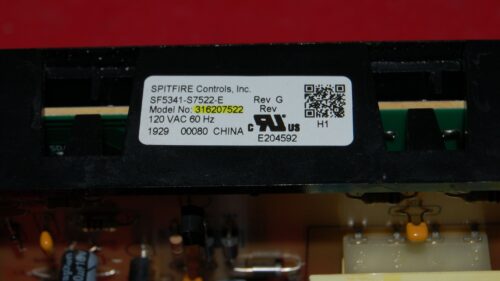 SPITFIRE Controls, Inc.
SF5341-S7522-E Rev G
Model No: 316207522 Rev
120 VAC 60 Hz
1929 00080 CHINA
C US
E204592
H1